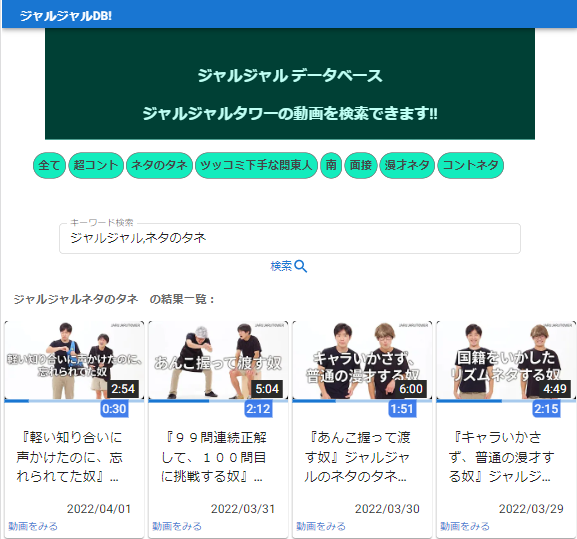 ジャルジャルDB!
ジャルジャル データベース
ジャルジャルタワーの動画を検索できます!!
全て 超コント ネタのタネ ツッコミ下手な関東人 南 面接 漫才ネタ コントネタ
キーワード検索
ジャルジャル,ネタのタネ
検索
ジャルジャルネタのタネ　の結果一覧：
軽い知り合いに声かけたのに、
忘れられてた奴
2:54
0:30
あんこ握って渡す奴
5:04
2:12
キャラいかさず、
普通の漫才する奴
6:00
1:51
国籍をいかした
リズムネタする奴
4:49
2:15
『軽い知り合いに
声かけたのに、忘
れられてた奴』...
2022/04/01
動画をみる
『９９問連続正解
して、１００問目
に挑戦する奴』...
2022/03/31
動画をみる
『あんこ握って渡
す奴』ジャルジャ
ルのネタのタネ...
2022/03/30
動画をみる
『キャラいかさ
ず、普通の漫才す
る奴』ジャルジ...
2022/03/29
動画をみる